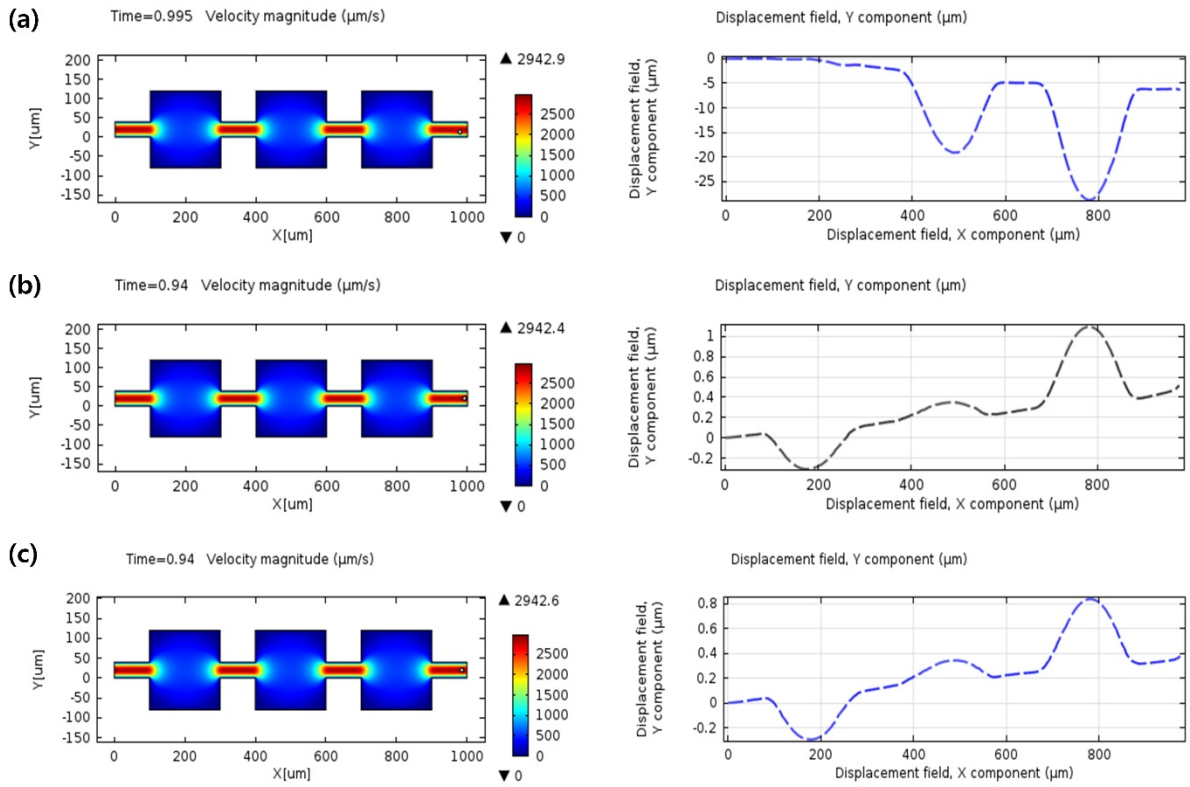 (a)
Time=0.995 Velocity magnitude (µm/s)
200
150
100
50
0
-50
-100
-150
Y[um]
0 200 400 600 800 1000
X[um]
▲ 2942.9
2500
2000
1500
1000
500
0
▼ 0
Displacement field, Y component (µm)
Displacement field,
Y component (µm)
0
-5
-10
-15
-20
-25
0 200 400 600 800
Displacement field, X component (µm)
(b)
Time=0.94 Velocity magnitude (µm/s)
200
150
100
50
0
-50
-100
-150
Y[um]
0 200 400 600 800 1000
X[um]
▲ 2942.4
2500
2000
1500
1000
500
0
▼ 0
Displacement field, Y component (µm)
Displacement field,
Y component (µm)
1
0.8
0.6
0.4
0.2
0
-0.2
0 200 400 600 800
Displacement field, X component (µm)
(c)
Time=0.94 Velocity magnitude (µm/s)
200
150
100
50
0
-50
-100
-150
Y[um]
0 200 400 600 800 1000
X[um]
▲ 2942.6
2500
2000
1500
1000
500
0
▼ 0
Displacement field, Y component (µm)
Displacement field,
Y component (µm)
0.8
0.6
0.4
0.2
0
-0.2
0 200 400 600 800
Displacement field, X component (µm)